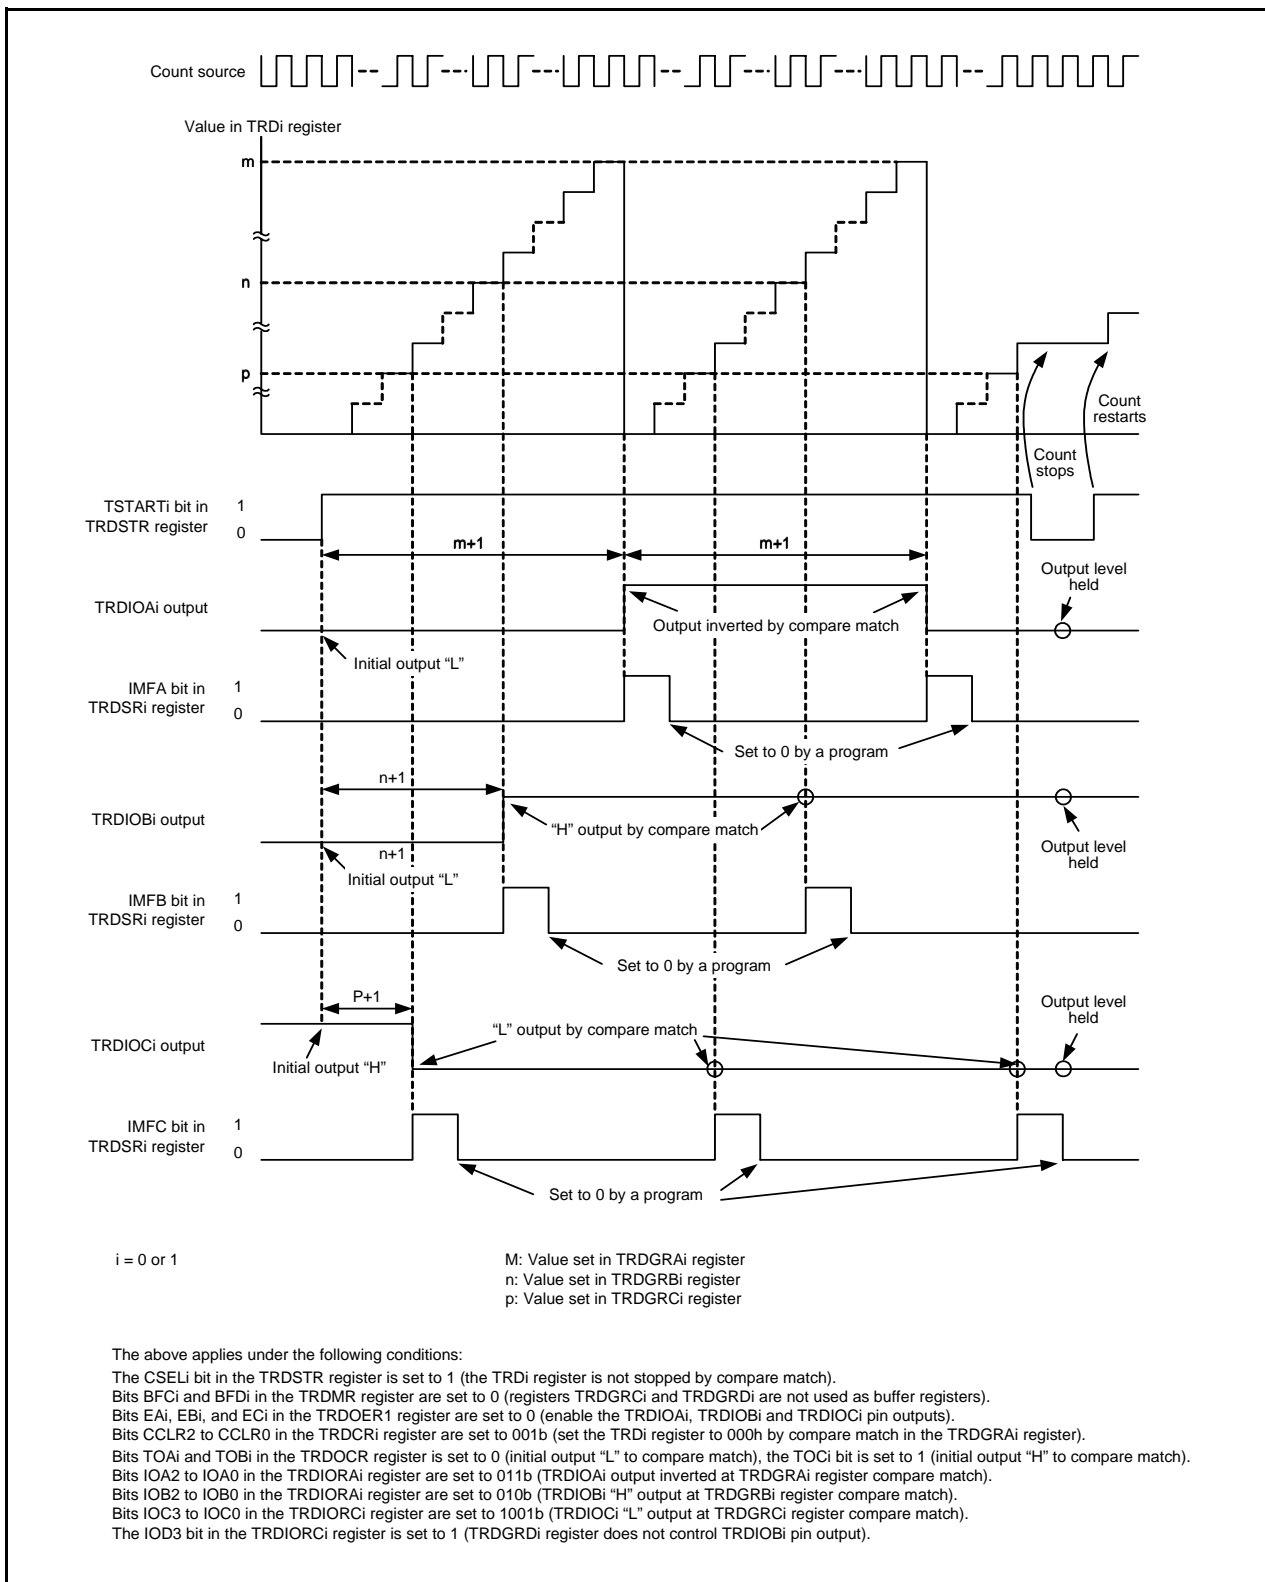 Count source
Value in TRDi register
m
n
p
Count
restarts
Count
stops
TSTARTi bit in
TRDSTR register
1
0
m+1
m+1
Output level
held
TRDIOAi output
Output inverted by compare match
Initial output “L”
IMFA bit in
TRDSRi register
1
0
Set to 0 by a program
n+1
TRDIOBi output
“H” output by compare match
n+1
Output level
held
Initial output “L”
IMFB bit in
TRDSRi register
1
0
Set to 0 by a program
P+1
Output level
held
“L” output by compare match
TRDIOCi output
Initial output “H”
IMFC bit in
TRDSRi register
1
0
Set to 0 by a program
i = 0 or 1
M: Value set in TRDGRAi register
n: Value set in TRDGRBi register
p: Value set in TRDGRCi register
The above applies under the following conditions:
The CSELi bit in the TRDSTR register is set to 1 (the TRDi register is not stopped by compare match).
Bits BFCi and BFDi in the TRDMR register are set to 0 (registers TRDGRCi and TRDGRDi are not used as buffer registers).
Bits EAi, EBi, and ECi in the TRDOER1 register are set to 0 (enable the TRDIOAi, TRDIOBi and TRDIOCi pin outputs).
Bits CCLR2 to CCLR0 in the TRDCRi register are set to 001b (set the TRDi register to 000h by compare match in the TRDGRAi register).
Bits TOAi and TOBi in the TRDOCR register is set to 0 (initial output “L” to compare match), the TOCi bit is set to 1 (initial output “H” to compare match).
Bits IOA2 to IOA0 in the TRDIORAi register are set to 011b (TRDIOAi output inverted at TRDGRAi register compare match).
Bits IOB2 to IOB0 in the TRDIORAi register are set to 010b (TRDIOBi “H” output at TRDGRBi register compare match).
Bits IOC3 to IOC0 in the TRDIORCi register are set to 1001b (TRDIOCi “L” output at TRDGRCi register compare match).
The IOD3 bit in the TRDIORCi register is set to 1 (TRDGRDi register does not control TRDIOBi pin output).